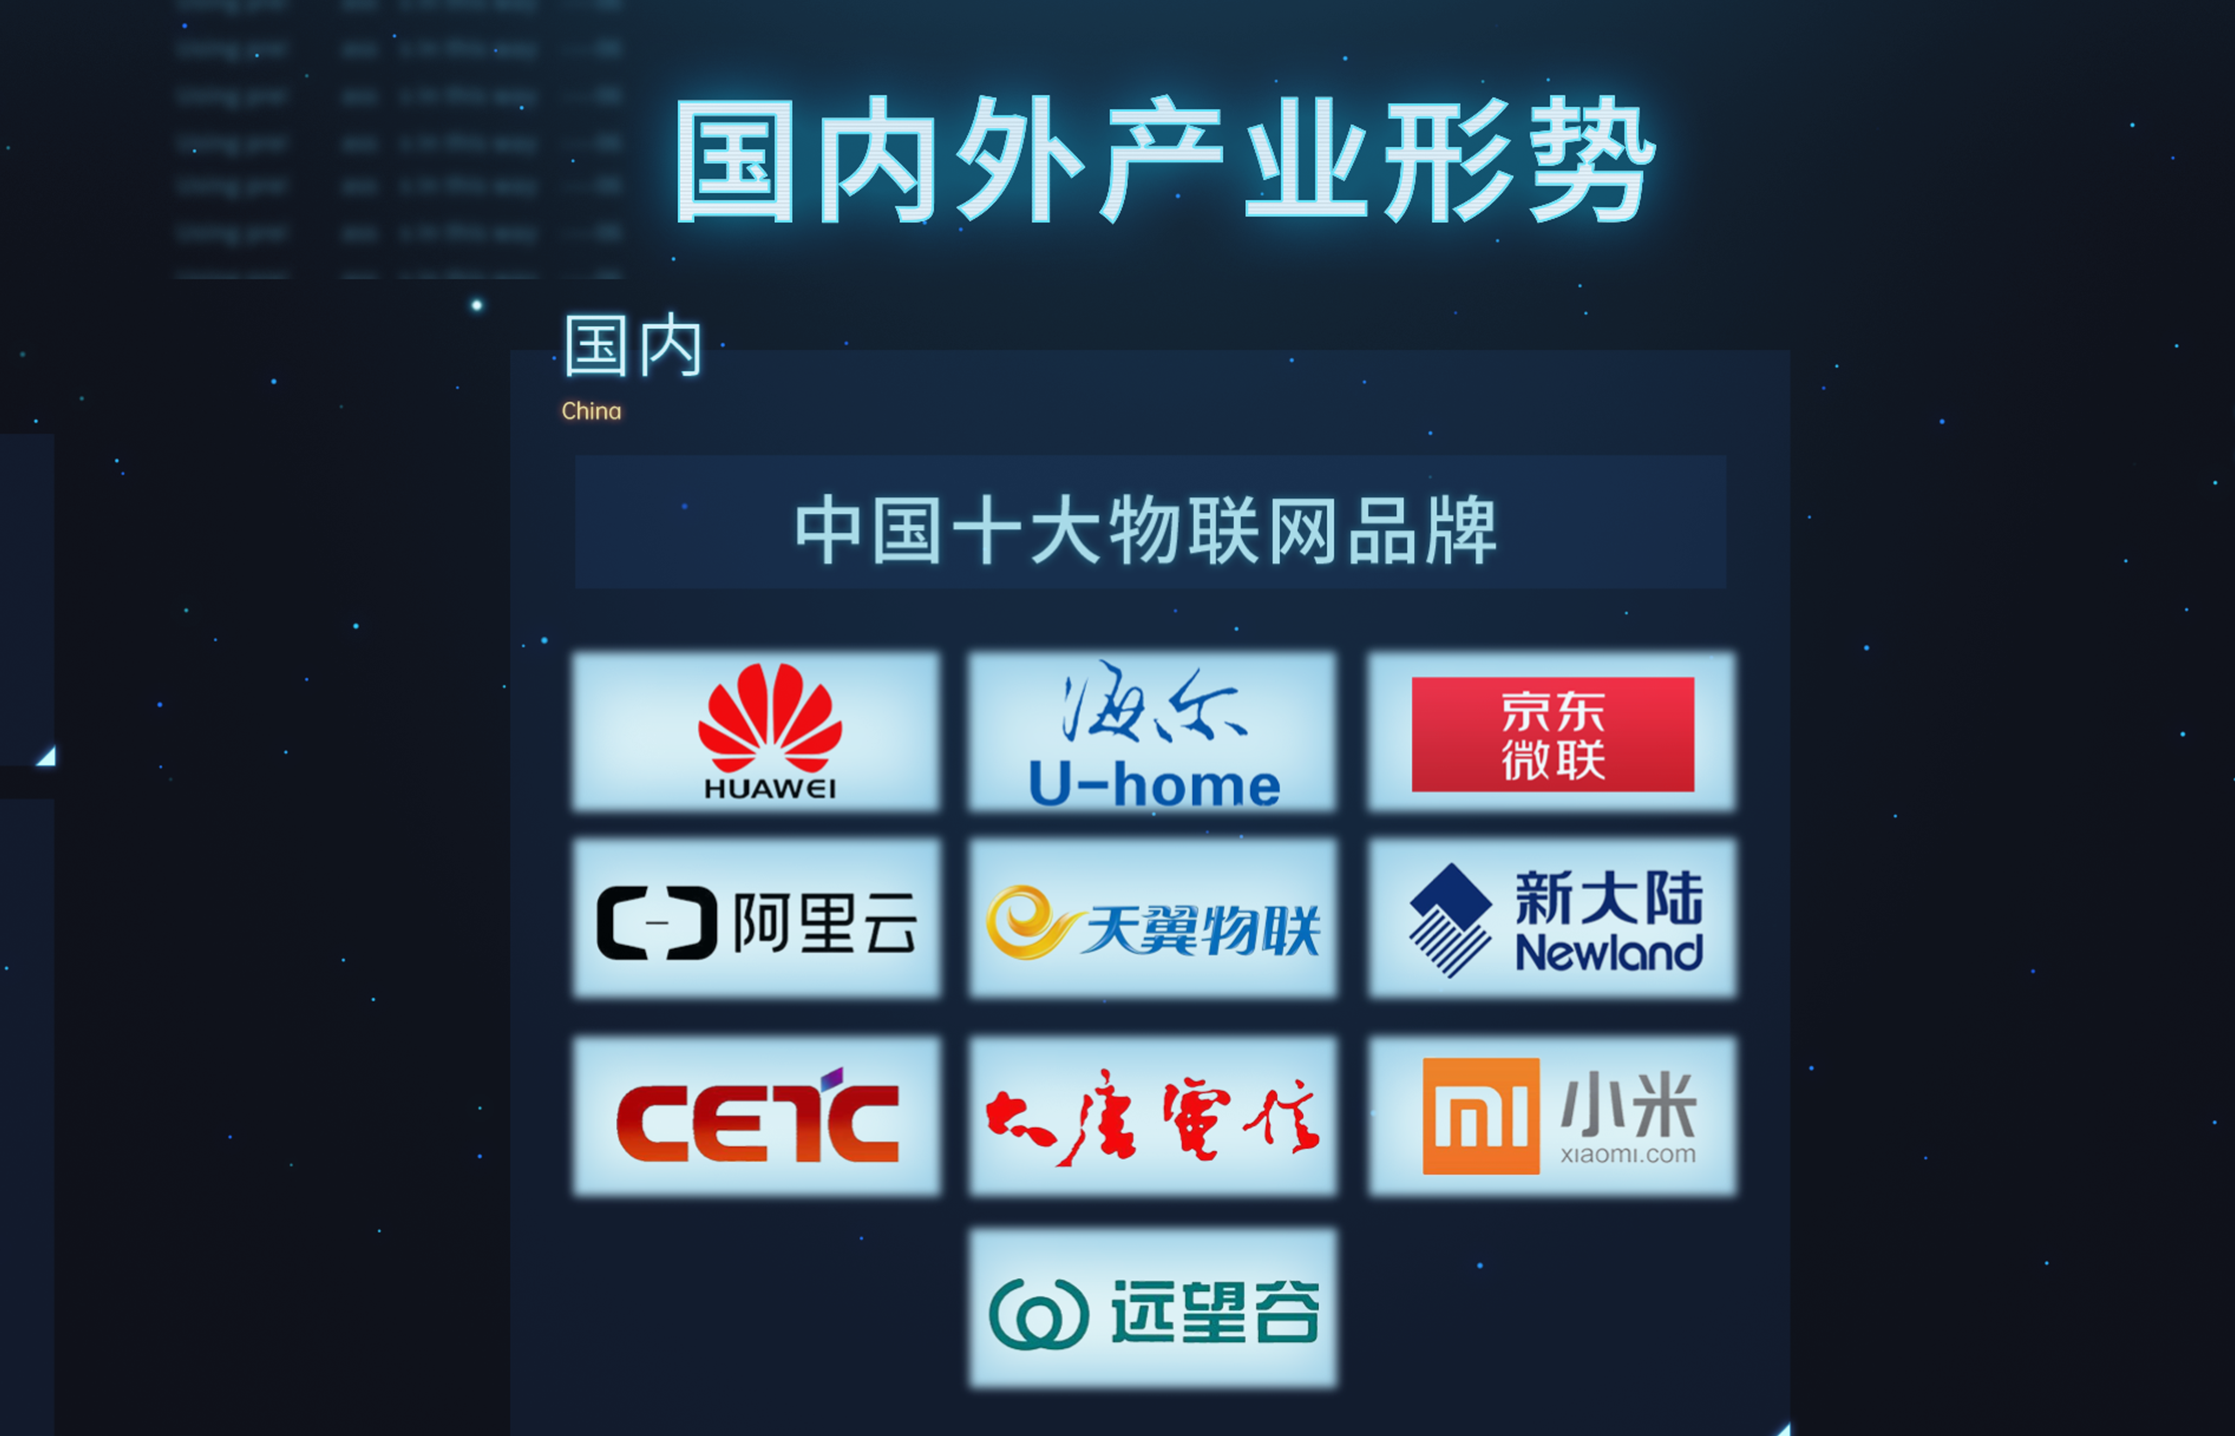 国内外产业形势
国内
China
中国十大物联网品牌
HUAWEI
海尔
U-home
京东
微联
阿里云
天翼物联
新大陆
Newland
CETC
大唐電信
小米
xiaomi.com
远望谷